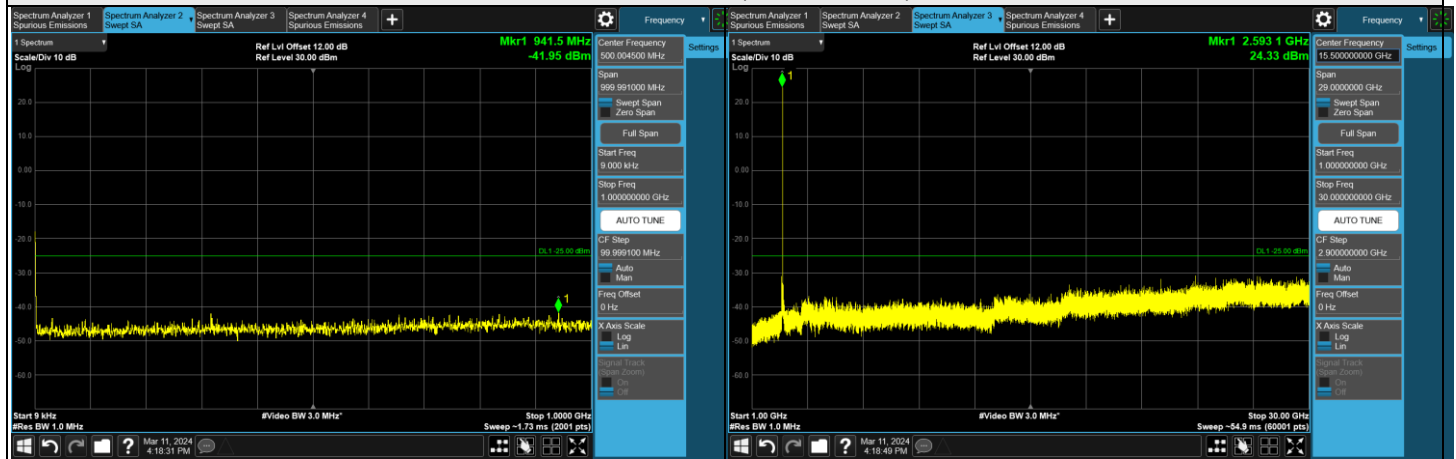 Spectrum Analyzer 1
Spurious Emissions
Spectrum Analyzer 2
Swept SA
Spectrum Analyzer 3
Swept SA
Spectrum Analyzer 4
Spurious Emissions
Frequency
1 Spectrum
Scale/Div 10 dB
Log
Ref Lvl Offset 12.00 dB
Ref Level 30.00 dBm
Mkr1 941.5 MHz
-41.95 dBm
20.0
10.0
0.00
-10.0
-20.0
DL1 -25.00 dBm
-30.0
-40.0
-50.0
-60.0
1
Start 9 kHz
#Res BW 1.0 MHz
#Video BW 3.0 MHz*
Stop 1.0000 GHz
Sweep ~1.73 ms (2001 pts)
Center Frequency
500.004500 MHz
Settings
Span
999.991000 MHz
Swept Span
Zero Span
Full Span
Start Freq
9.000 kHz
Stop Freq
1.000000000 GHz
AUTO TUNE
CF Step
99.999100 MHz
Auto
Man
Freq Offset
0 Hz
X Axis Scale
Log
Lin
Signal Track
(Span Zoom)
On
Off
?
Mar 11, 2024
4:18:31 PM
Spectrum Analyzer 1
Spurious Emissions
Spectrum Analyzer 2
Swept SA
Spectrum Analyzer 3
Swept SA
Spectrum Analyzer 4
Spurious Emissions
Frequency
1 Spectrum
Scale/Div 10 dB
Log
Ref Lvl Offset 12.00 dB
Ref Level 30.00 dBm
Mkr1 2.593 1 GHz
24.33 dBm
1
20.0
10.0
0.00
-10.0
-20.0
DL1 -25.00 dBm
-30.0
-40.0
-50.0
-60.0
Start 1.00 GHz
#Res BW 1.0 MHz
#Video BW 3.0 MHz*
Stop 30.00 GHz
Sweep ~54.9 ms (60001 pts)
Center Frequency
15.500000000 GHz
Settings
Span
29.0000000 GHz
Swept Span
Zero Span
Full Span
Start Freq
1.000000000 GHz
Stop Freq
30.000000000 GHz
AUTO TUNE
CF Step
2.900000000 GHz
Auto
Man
Freq Offset
0 Hz
X Axis Scale
Log
Lin
Signal Track
(Span Zoom)
On
Off
?
Mar 11, 2024
4:18:49 PM